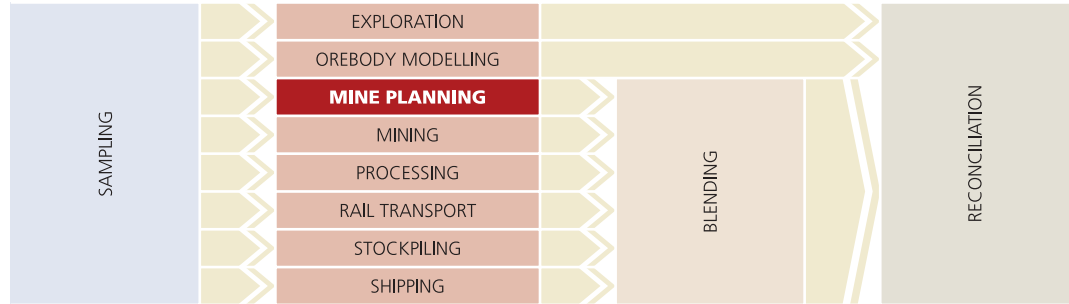 SAMPLING
EXPLORATION
OREBODY MODELLING
MINE PLANNING
MINING
PROCESSING
RAIL TRANSPORT
STOCKPILING
SHIPPING
BLENDING
RECONCILIATION